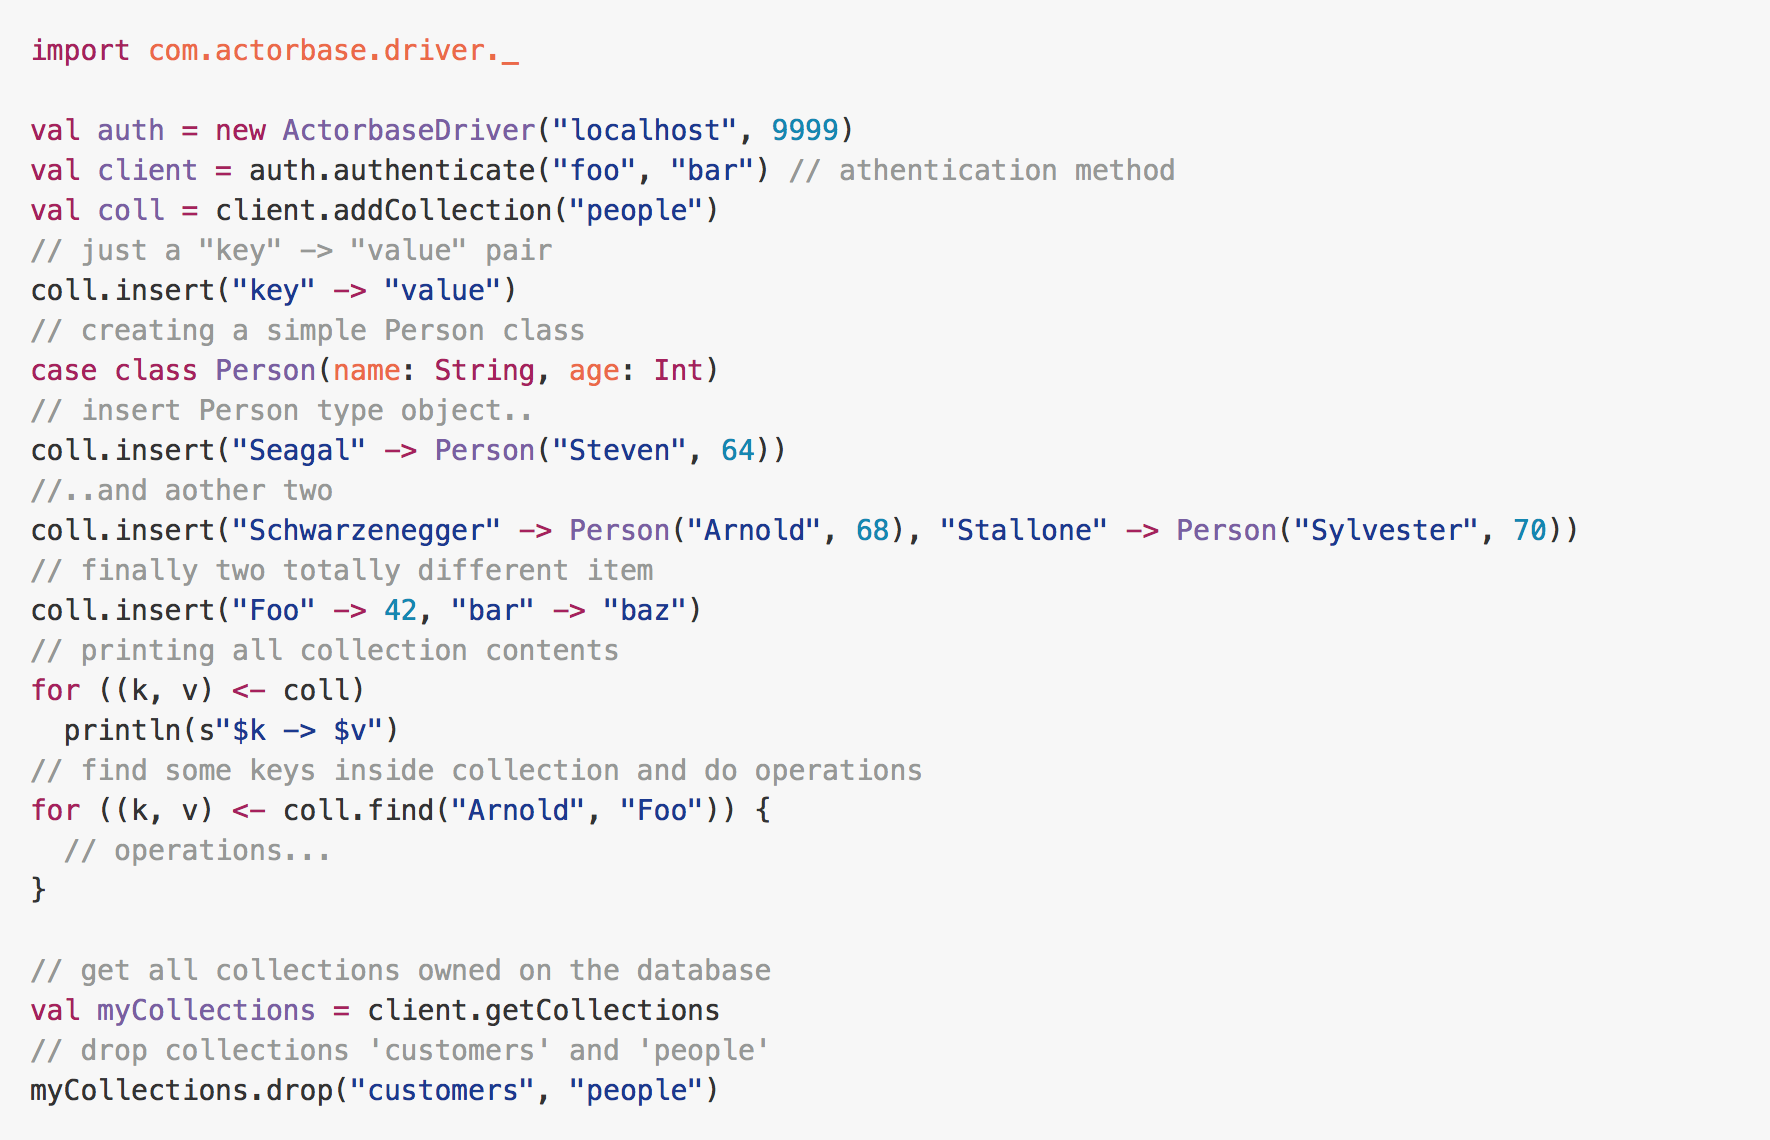 import com.actorbase.driver._
val auth = new ActorbaseDriver("localhost", 9999)
val client = auth.authenticate("foo", "bar") // athentication method
val coll = client.addCollection("people")
// just a "key" -> "value" pair
coll.insert("key" -> "value")
// creating a simple Person class
case class Person(name: String, age: Int)
// insert Person type object..
coll.insert("Seagal" -> Person("Steven", 64))
//..and aother two
coll.insert("Schwarzenegger" -> Person("Arnold", 68), "Stallone" -> Person("Sylvester", 70))
// finally two totally different item
coll.insert("Foo" -> 42, "bar" -> "baz")
// printing all collection contents
for ((k, v) <- coll)
  println(s"$k -> $v")
// find some keys inside collection and do operations
for ((k, v) <- coll.find("Arnold", "Foo")) {
  // operations...
}
// get all collections owned on the database
val myCollections = client.getCollections
// drop collections 'customers' and 'people'
myCollections.drop("customers", "people")